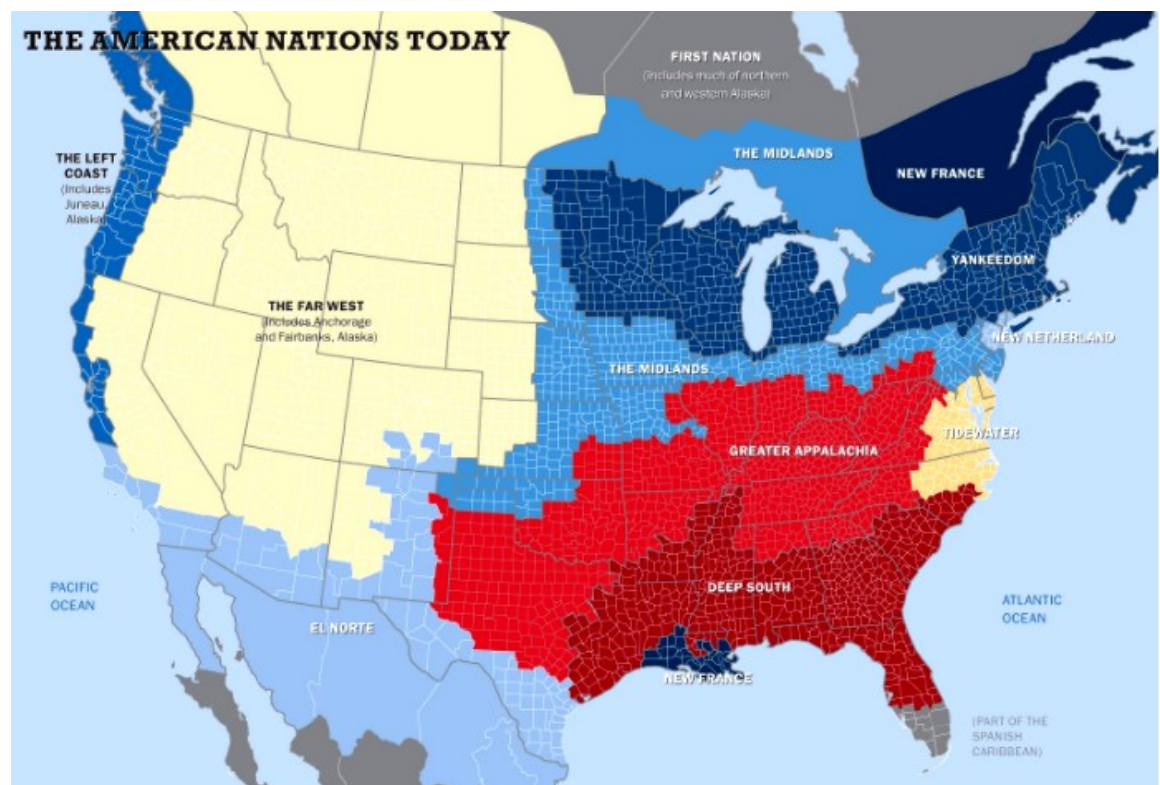 THE AMERICAN NATIONS TODAY
FIRST NATION
(includes much of northern
and western Alaska)
THE LEFT
COAST
(Includes
Juneau,
Alaska)
THE MIDLANDS
NEW FRANCE
YANKEEDOM
THE FAR WEST
(Includes Anchorage
and Fairbanks, Alaska)
NEW NETHERLAND
THE MIDLANDS
TIDEWATER
GREATER APPALACHIA
PACIFIC
OCEAN
DEEP SOUTH
ATLANTIC
OCEAN
EL NORTE
NEW FRANCE
(PART OF THE
SPANISH
CARIBBEAN)